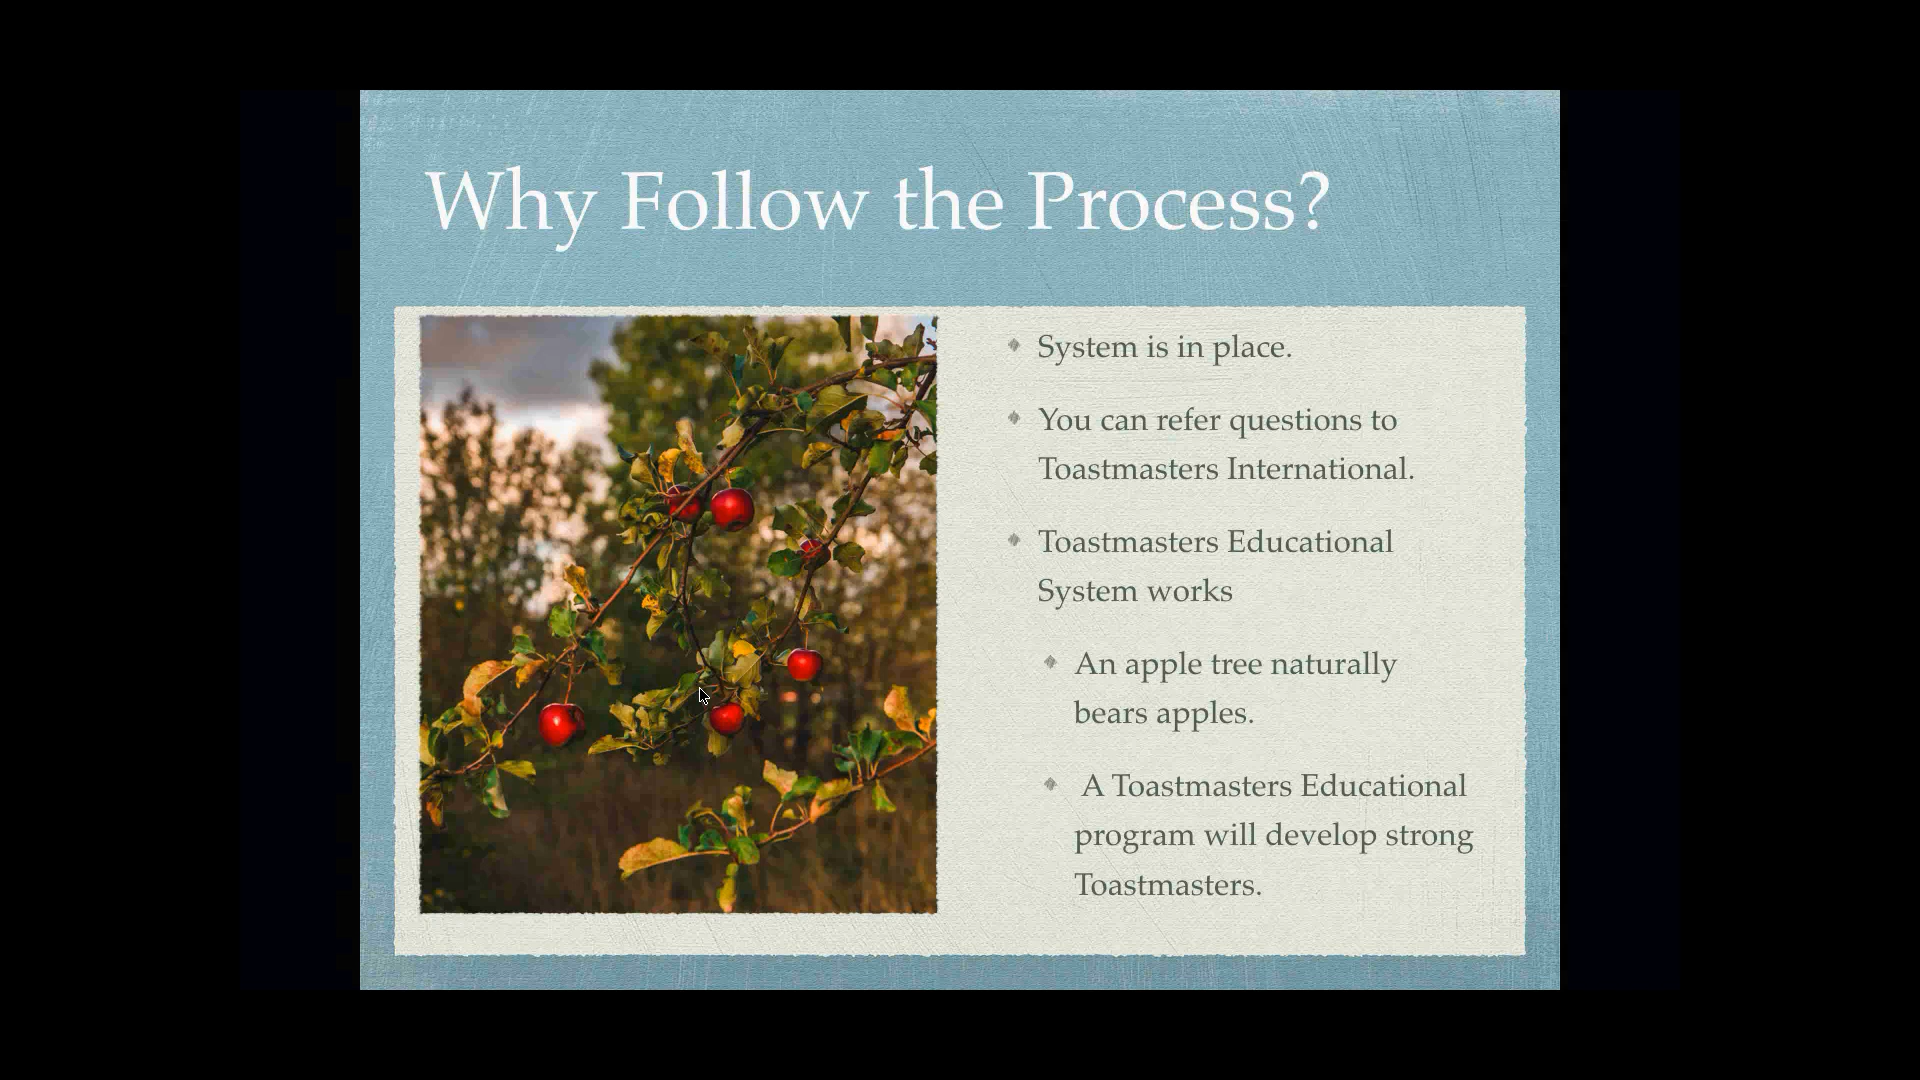 Why Follow the Process?
System is in place.
You can refer questions to
Toastmasters International.
Toastmasters Educational
System works
An apple tree naturally
bears apples.
A Toastmasters Educational
program will develop strong
Toastmasters.